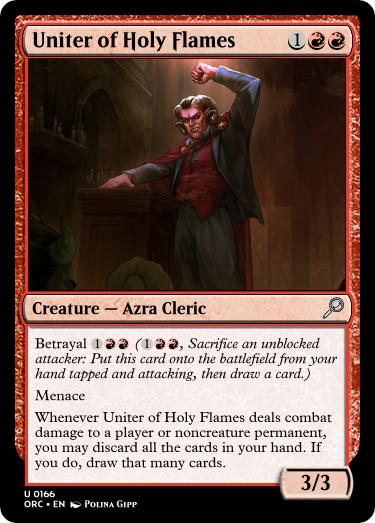 Uniter of Holy Flames 1
Creature — Azra Cleric
Betrayal 1 (1, Sacrifice an unblocked
attacker: Put this card onto the battlefield from your
hand tapped and attacking, then draw a card.)
Menace
Whenever Uniter of Holy Flames deals combat
damage to a player or noncreature permanent,
you may discard all the cards in your hand. If
you do, draw that many cards.
3/3
U 0166
ORC • EN Polina Gipp